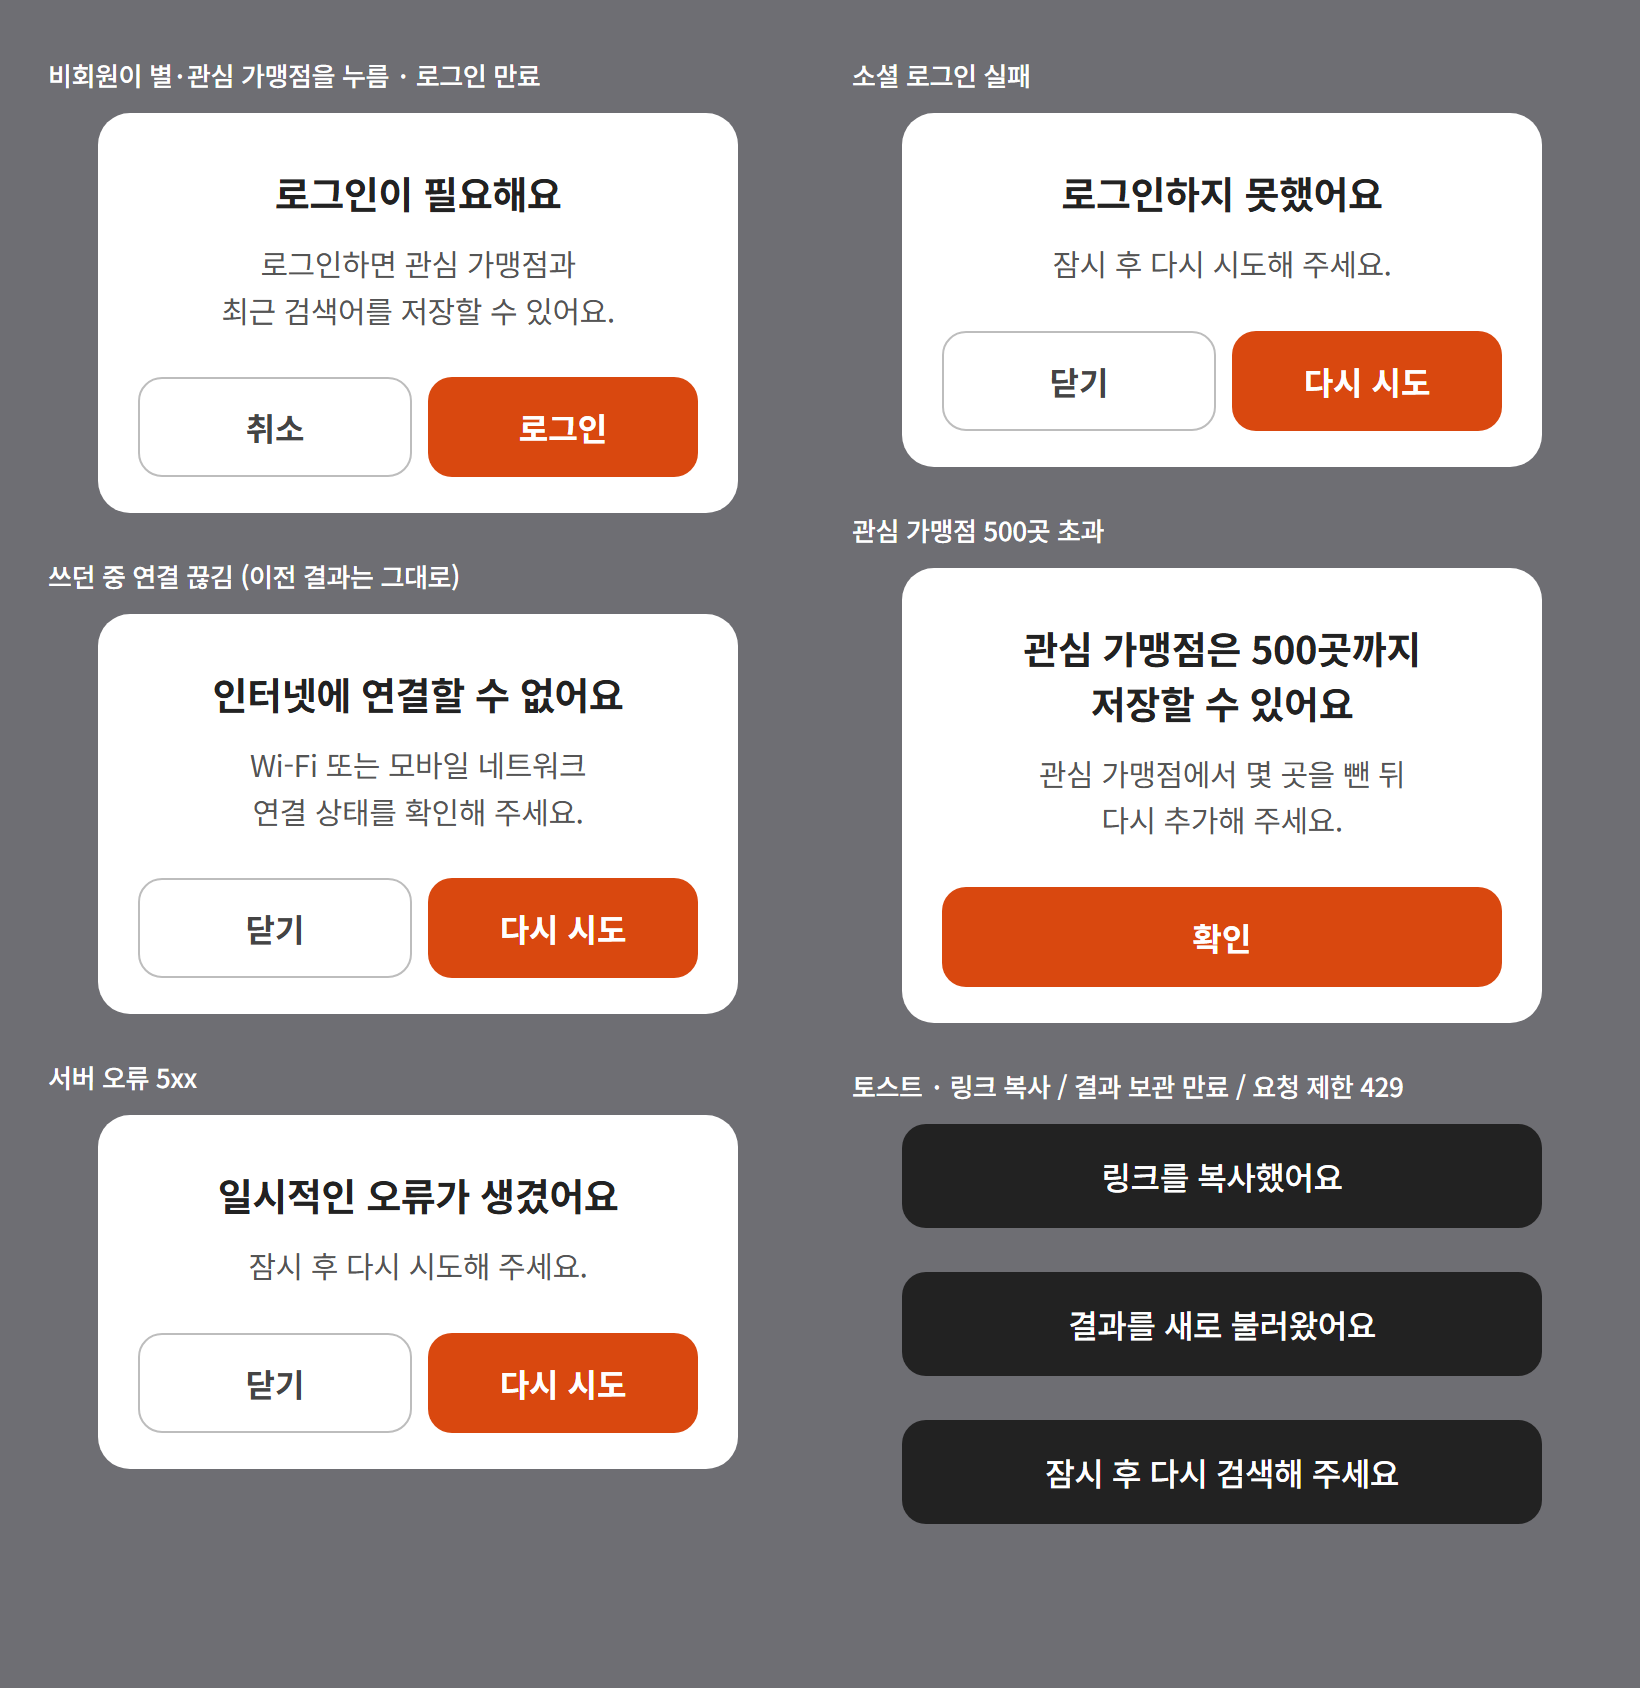 비회원이 별·관심 가맹점을 누름 · 로그인 만료
로그인이 필요해요
로그인하면 관심 가맹점과
최근 검색어를 저장할 수 있어요.
취소
로그인
쓰던 중 연결 끊김 (이전 결과는 그대로)
인터넷에 연결할 수 없어요
Wi-Fi 또는 모바일 네트워크
연결 상태를 확인해 주세요.
닫기
다시 시도
서버 오류 5xx
일시적인 오류가 생겼어요
잠시 후 다시 시도해 주세요.
닫기
다시 시도
소셜 로그인 실패
로그인하지 못했어요
잠시 후 다시 시도해 주세요.
닫기
다시 시도
관심 가맹점 500곳 초과
관심 가맹점은 500곳까지
저장할 수 있어요
관심 가맹점에서 몇 곳을 뺀 뒤
다시 추가해 주세요.
확인
토스트 · 링크 복사 / 결과 보관 만료 / 요청 제한 429
링크를 복사했어요
결과를 새로 불러왔어요
잠시 후 다시 검색해 주세요